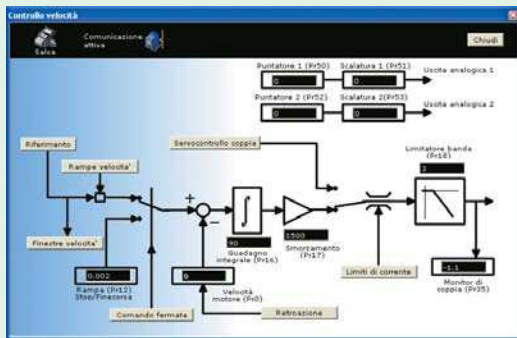 Controllo velocità
Salva
Comunicazione
attiva
Chiudi
Puntatore 1 (Pr50)
Scalatura 1 (Pr51)
0
0
Uscita analogica 1
Puntatore 2 (Pr52)
Scalatura 2(Pr53)
0
0
Uscita analogica 2
Riferimento
Servocontrollo coppia
Limitatore banda
(Pr18)
2
Rampe velocita'
+
−
Finestre velocita'
90
Guadagno
integrale (Pr16)
1500
Smorzamento
(Pr17)
Limiti di corrente
0.002
Rampa (Pr12)
Stop/Finecorsa
0
Velocità
motore (Pr0)
-1.1
Monitor di
coppia (Pr35)
Comando fermata
Retroazione